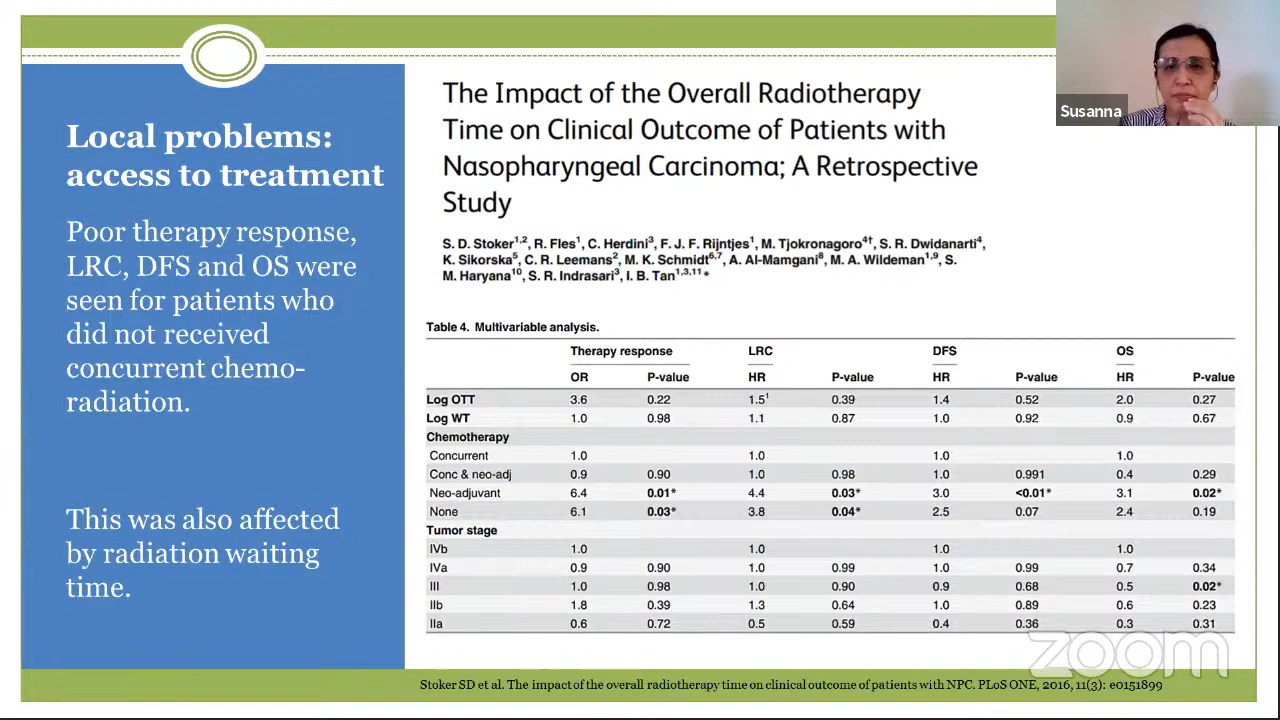 Susanna
Local problems:
access to treatment
Poor therapy response,
LRC, DFS and OS were
seen for patients who
did not received
concurrent chemo-
radiation.
This was also affected
by radiation waiting
time.
The Impact of the Overall Radiotherapy
Time on Clinical Outcome of Patients with
Nasopharyngeal Carcinoma; A Retrospective
Study
S. D. Stoker1,2, R. Fles1, C. Herdini3, F. J. F. Rijntjes1, M. Tjokronagoro4†, S. R. Dwidanarti4,
K. Sikorska5, C. R. Leemans2, M. K. Schmidt6,7, A. Al-Mamgani8, M. A. Wildeman1,9, S.
M. Haryana10, S. R. Indrasari3, I. B. Tan1,3,11*
Table 4. Multivariable analysis.
Therapy response LRC DFS OS
OR P-value HR P-value HR P-value HR P-value
Log OTT 3.6 0.22 1.51 0.39 1.4 0.52 2.0 0.27
Log WT 1.0 0.98 1.1 0.87 1.0 0.92 0.9 0.67
Chemotherapy
Concurrent 1.0 1.0 1.0 1.0
Conc & neo-adj 0.9 0.90 1.0 0.98 1.0 0.991 0.4 0.29
Neo-adjuvant 6.4 0.01* 4.4 0.03* 3.0 <0.01* 3.1 0.02*
None 6.1 0.03* 3.8 0.04* 2.5 0.07 2.4 0.19
Tumor stage
IVb 1.0 1.0 1.0 1.0
IVa 0.9 0.90 1.0 0.99 1.0 0.99 0.7 0.34
III 1.0 0.98 1.0 0.90 0.9 0.68 0.5 0.02*
IIb 1.8 0.39 1.3 0.64 1.0 0.89 0.6 0.23
IIa 0.6 0.72 0.5 0.59 0.4 0.36 0.3 0.31
zoom
Stoker SD et al. The impact of the overall radiotherapy time on clinical outcome of patients with NPC. PLoS ONE, 2016, 11(3): e0151899